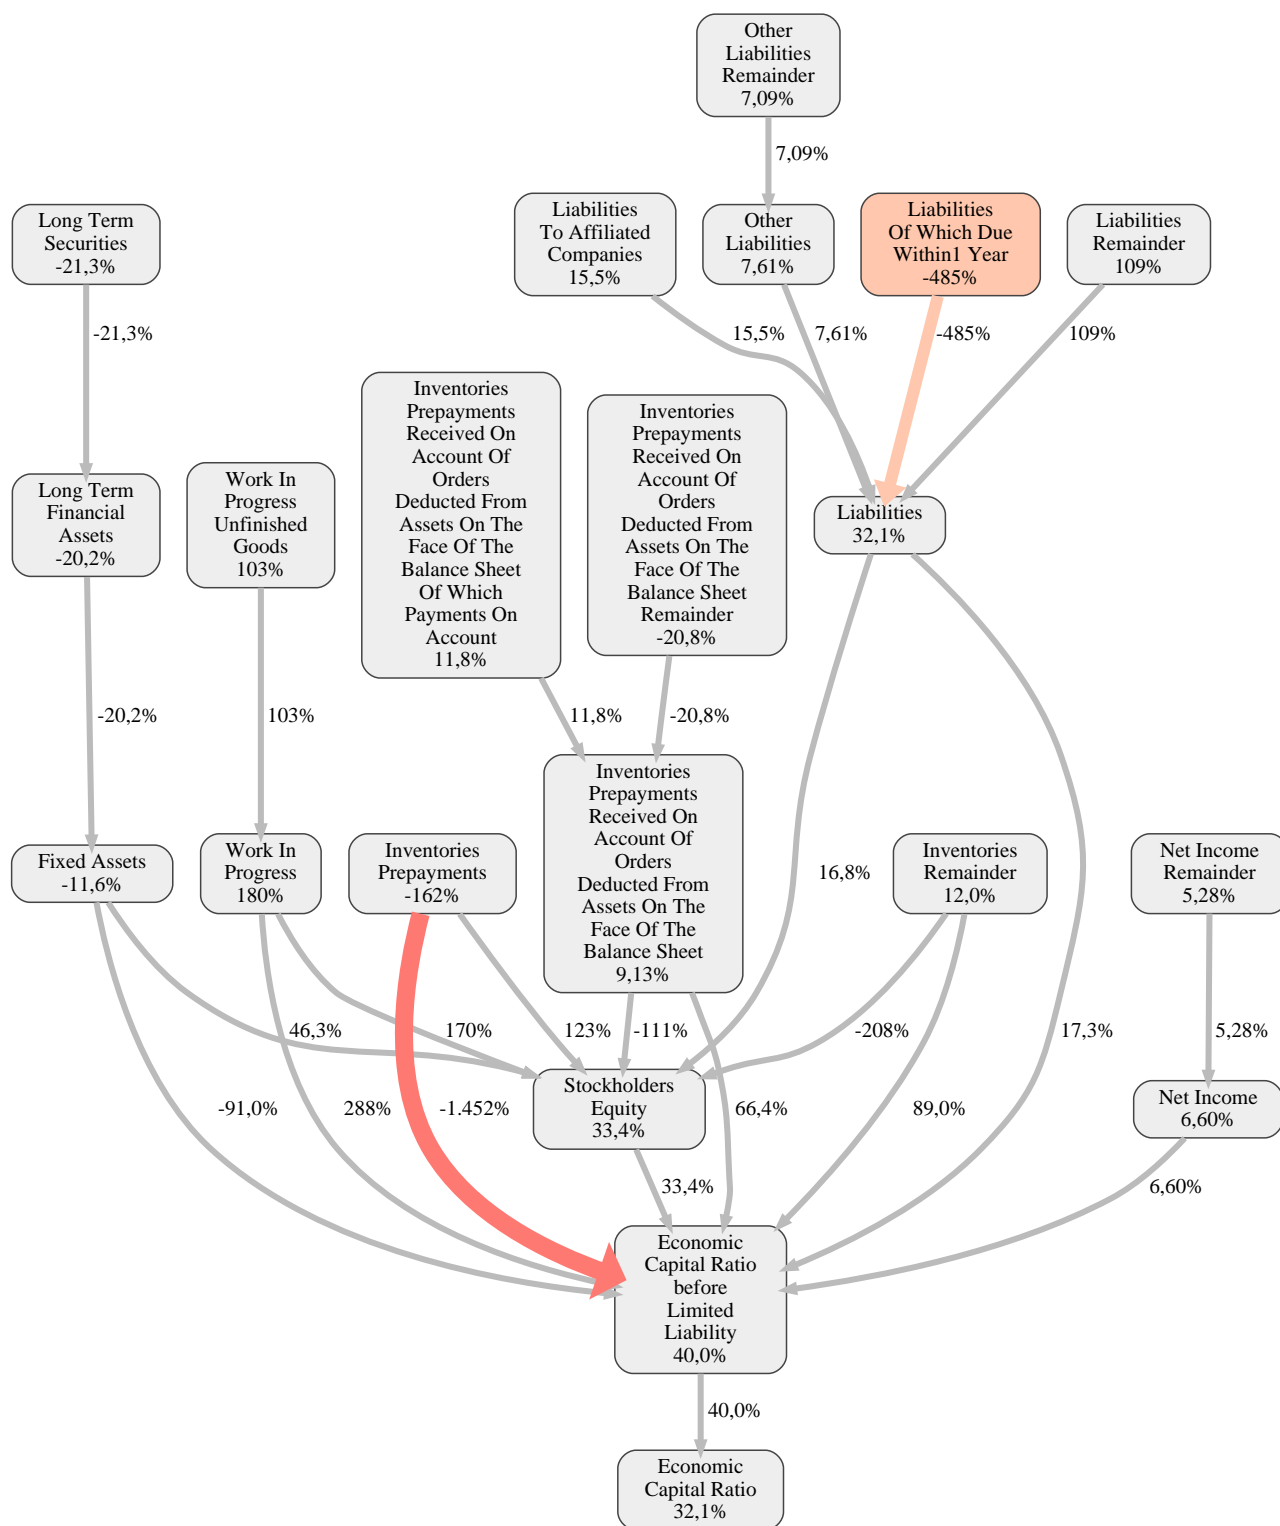 Other
Liabilities
Remainder
7,09%
7,09%
Long Term
Securities
-21,3%
Liabilities
To Affiliated
Companies
15,5%
Other
Liabilities
7,61%
Liabilities
Of Which Due
Within1 Year
-485%
Liabilities
Remainder
109%
-21,3%
15,5%
7,61%
-485%
109%
Inventories
Prepayments
Received On
Account Of
Orders
Deducted From
Assets On The
Face Of The
Balance Sheet
Of Which
Payments On
Account
11,8%
Inventories
Prepayments
Received On
Account Of
Orders
Deducted From
Assets On The
Face Of The
Balance Sheet
Remainder
-20,8%
Long Term
Financial
Assets
-20,2%
Work In
Progress
Unfinished
Goods
103%
Liabilities
32,1%
-20,2%
103%
11,8%
-20,8%
Fixed Assets
-11,6%
Work In
Progress
180%
Inventories
Prepayments
-162%
Inventories
Prepayments
Received On
Account Of
Orders
Deducted From
Assets On The
Face Of The
Balance Sheet
9,13%
16,8%
Inventories
Remainder
12,0%
Net Income
Remainder
5,28%
46,3%
170%
123%
-111%
-208%
17,3%
5,28%
-91,0%
288%
-1.452%
Stockholders
Equity
33,4%
66,4%
89,0%
Net Income
6,60%
33,4%
6,60%
Economic
Capital Ratio
before
Limited
Liability
40,0%
40,0%
Economic
Capital Ratio
32,1%